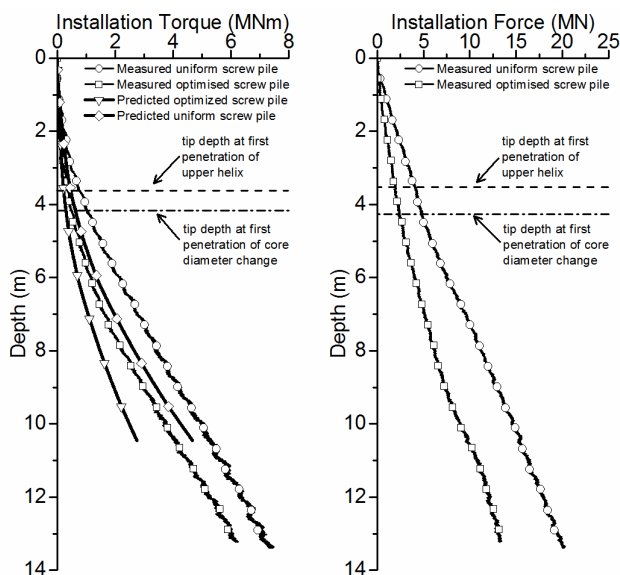 Installation Torque (MNm)
0 2 4 6 8
0
2
4
6
8
10
12
14
Depth (m)
Measured uniform screw pile
Measured optimised screw pile
Predicted optimized screw pile
Predicted uniform screw pile
tip depth at first
penetration of
upper helix
tip depth at first
penetration of core
diameter change
Installation Force (MN)
0 5 10 15 20 25
0
2
4
6
8
10
12
14
Depth (m)
Measured uniform screw pile
Measured optimised screw pile
tip depth at first
penetration of
upper helix
tip depth at first
penetration of core
diameter change